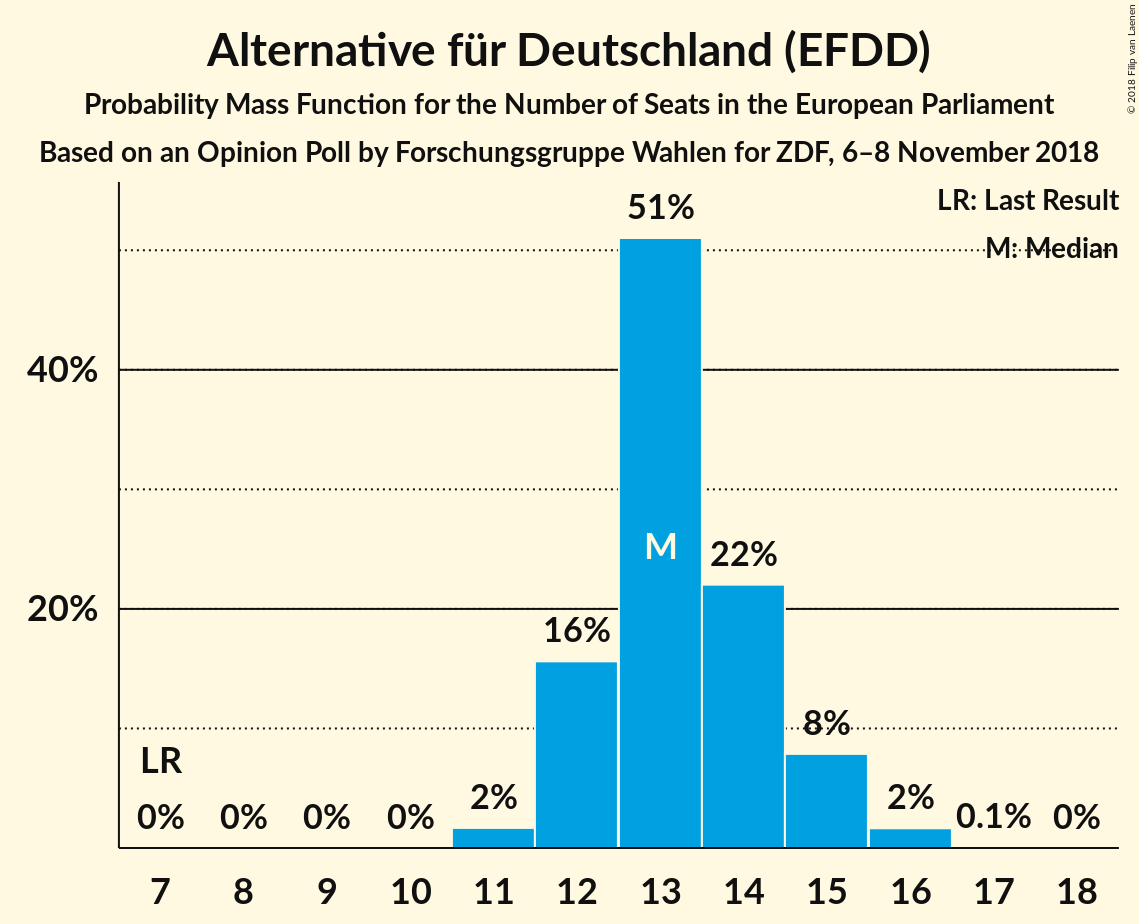 Alternative für Deutschland (EFDD)
Probability Mass Function for the Number of Seats in the European Parliament
Based on an Opinion Poll by Forschungsgruppe Wahlen for ZDF, 6–8 November 2018
© 2018 Filip van Laenen
LR: Last Result
M: Median
51%
40%
M
22%
20%
16%
8%
LR
2%
2%
0% 0% 0% 0% 0.1% 0%
7 8 9 10 11 12 13 14 15 16 17 18